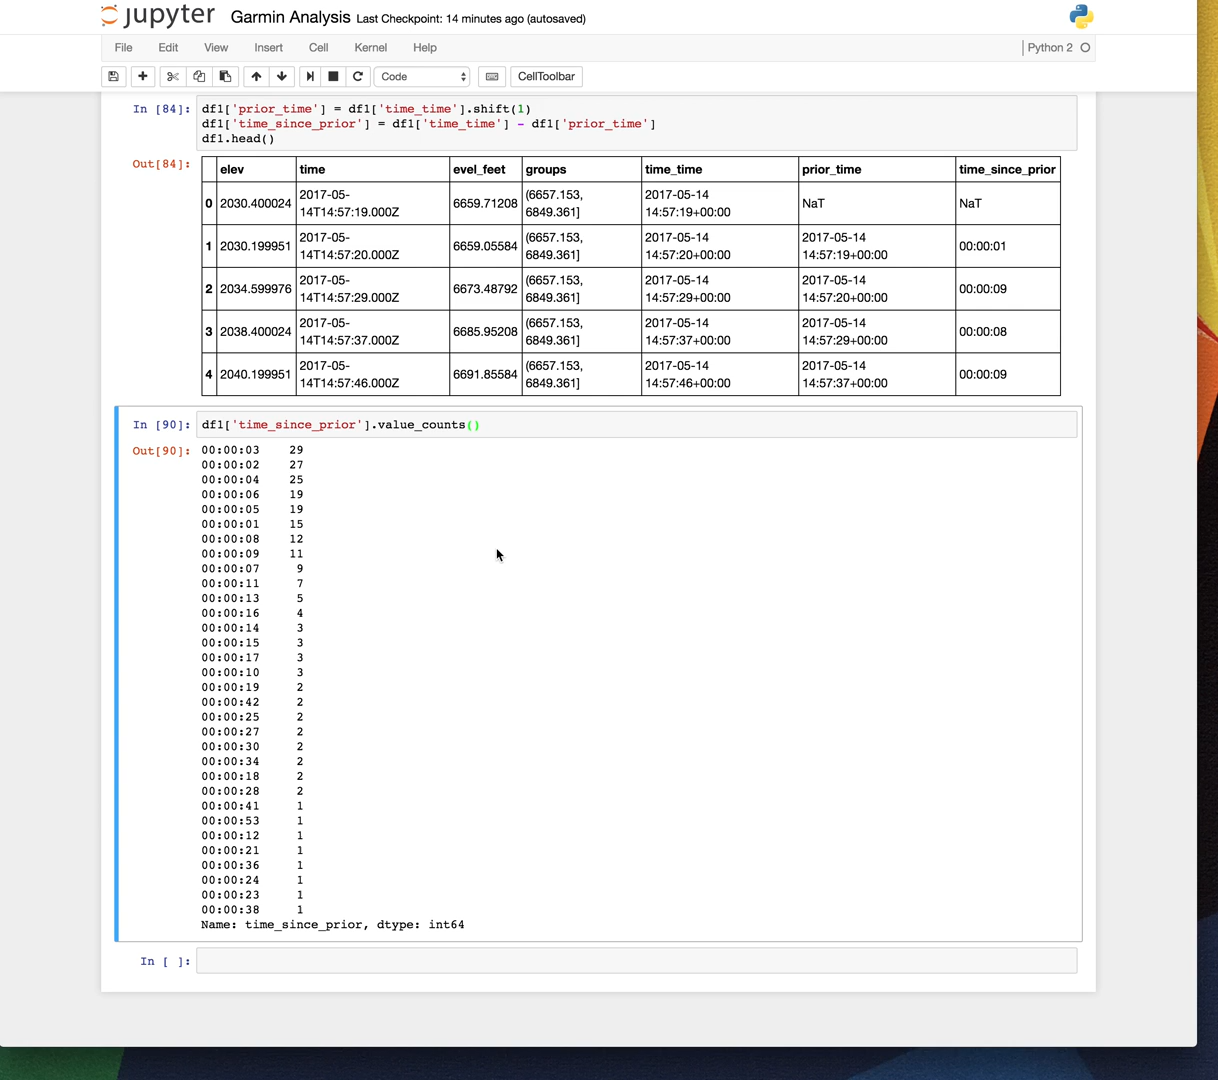 jupyter Garmin Analysis Last Checkpoint: 14 minutes ago (autosaved)
File Edit View Insert Cell Kernel Help Python 2
Code CellToolbar
In [84]: df1['prior_time'] = df1['time_time'].shift(1)
df1['time_since_prior'] = df1['time_time'] - df1['prior_time']
df1.head()
Out[84]:
elev time evel_feet groups time_time prior_time time_since_prior
0 2030.400024 2017-05-14T14:57:19.000Z 6659.71208 (6657.153, 6849.361] 2017-05-14 14:57:19+00:00 NaT NaT
1 2030.199951 2017-05-14T14:57:20.000Z 6659.05584 (6657.153, 6849.361] 2017-05-14 14:57:20+00:00 2017-05-14 14:57:19+00:00 00:00:01
2 2034.599976 2017-05-14T14:57:29.000Z 6673.48792 (6657.153, 6849.361] 2017-05-14 14:57:29+00:00 2017-05-14 14:57:20+00:00 00:00:09
3 2038.400024 2017-05-14T14:57:37.000Z 6685.95208 (6657.153, 6849.361] 2017-05-14 14:57:37+00:00 2017-05-14 14:57:29+00:00 00:00:08
4 2040.199951 2017-05-14T14:57:46.000Z 6691.85584 (6657.153, 6849.361] 2017-05-14 14:57:46+00:00 2017-05-14 14:57:37+00:00 00:00:09
In [90]: df1['time_since_prior'].value_counts()
Out[90]: 00:00:03 29
00:00:02 27
00:00:04 25
00:00:06 19
00:00:05 19
00:00:01 15
00:00:08 12
00:00:09 11
00:00:07 9
00:00:11 7
00:00:13 5
00:00:16 4
00:00:14 3
00:00:15 3
00:00:17 3
00:00:10 3
00:00:19 2
00:00:42 2
00:00:25 2
00:00:27 2
00:00:30 2
00:00:34 2
00:00:18 2
00:00:28 2
00:00:41 1
00:00:53 1
00:00:12 1
00:00:21 1
00:00:36 1
00:00:24 1
00:00:23 1
00:00:38 1
Name: time_since_prior, dtype: int64
In [ ]: